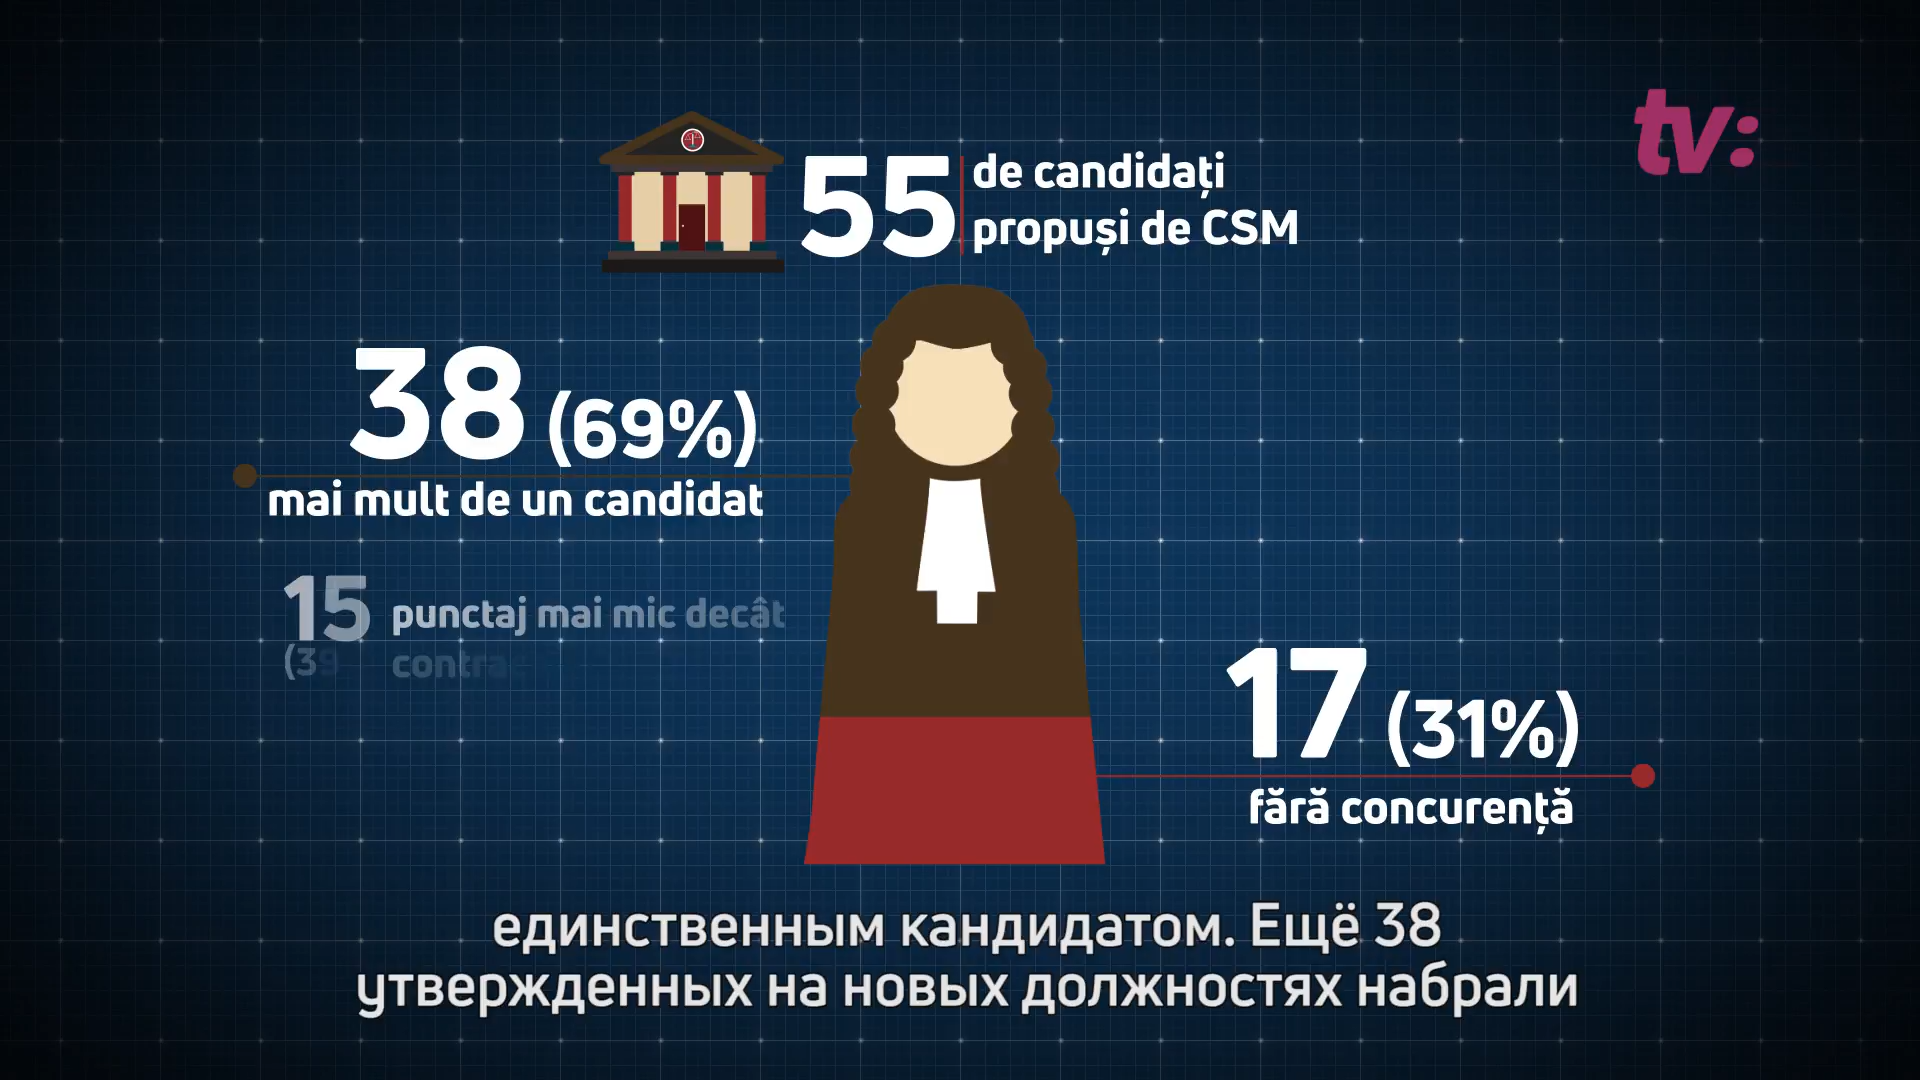 tv:
55
de candidați
propuși de CSM
38 (69%)
mai mult de un candidat
15
punctaj mai mic decât
17 (31%)
fără concurență
единственным кандидатом. Ещё 38
утвержденных на новых должностях набрали